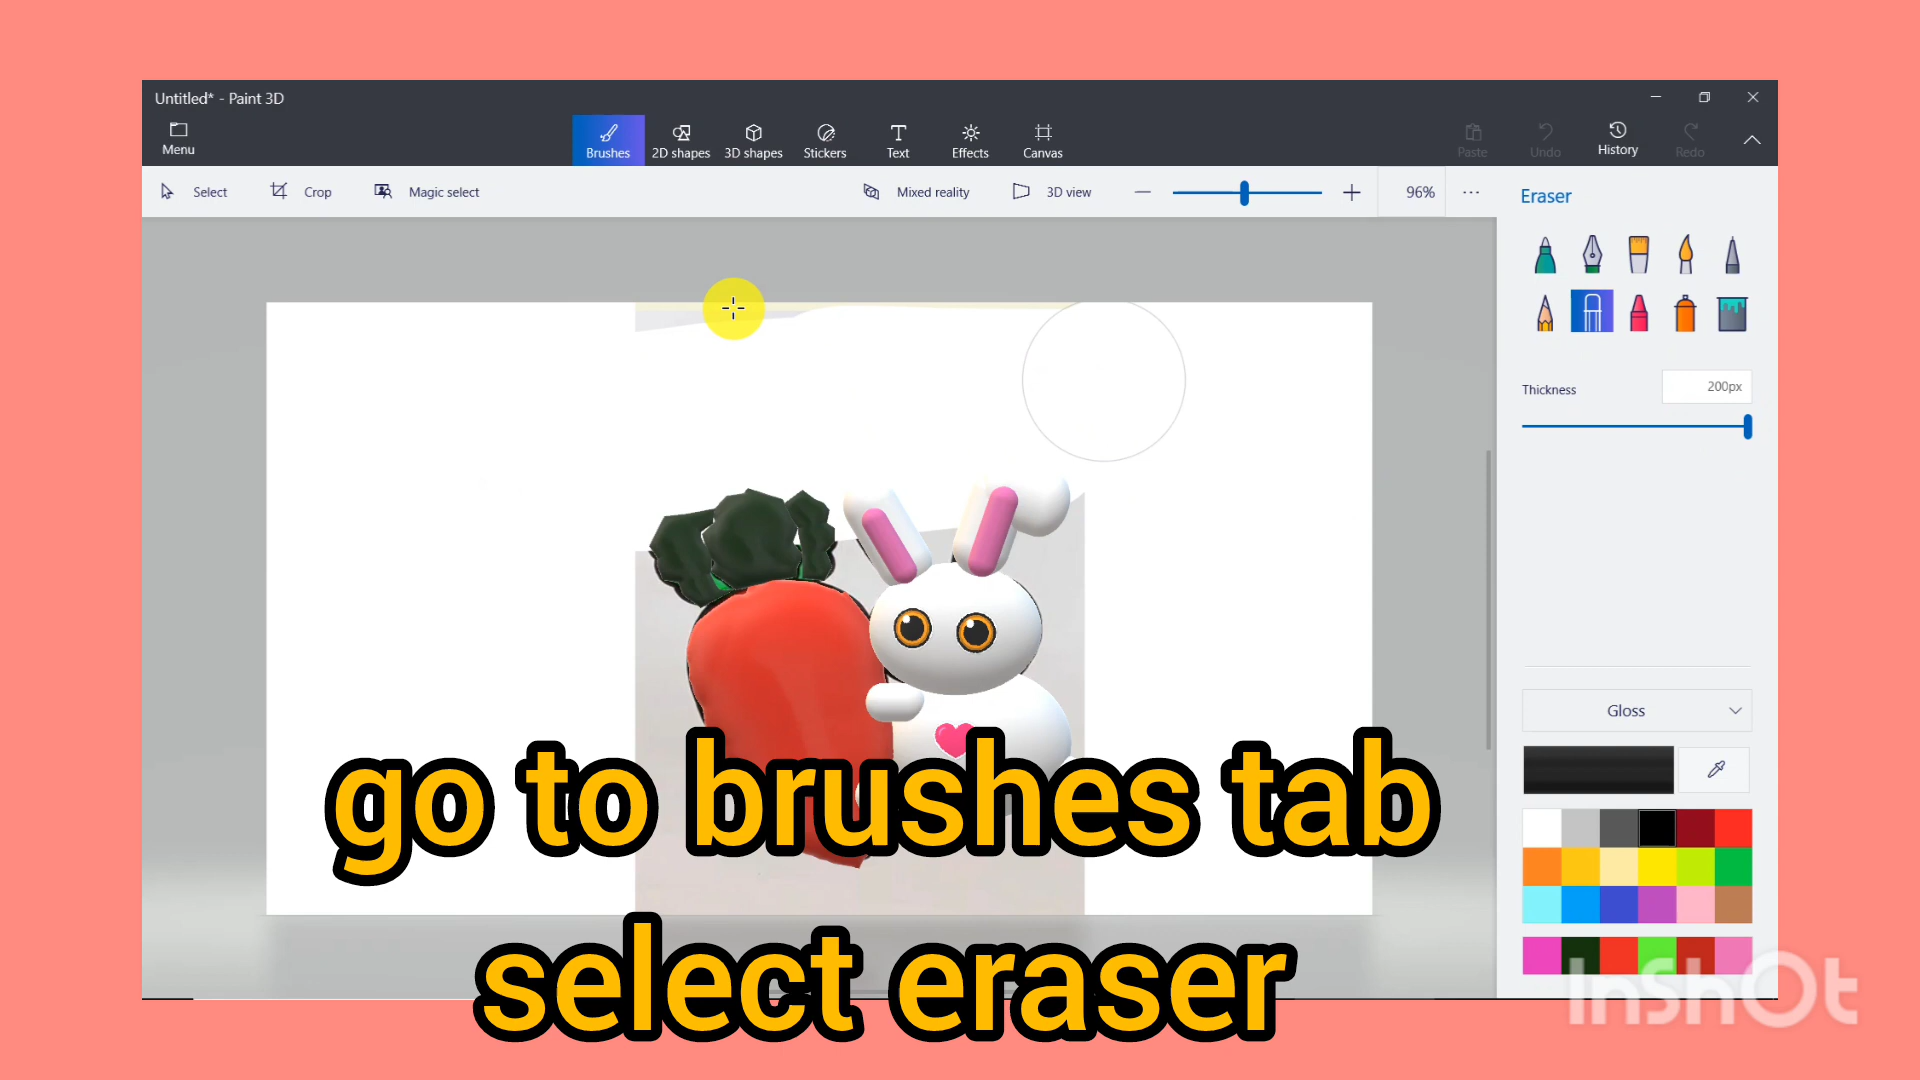 Untitled* - Paint 3D
Menu
Brushes
2D shapes
3D shapes
Stickers
Text
Effects
Canvas
Paste
Undo
History
Redo
Select
Crop
Magic select
Mixed reality
3D view
96%
Eraser
Thickness
200px
Gloss
go to brushes tab
select eraser
InShOt